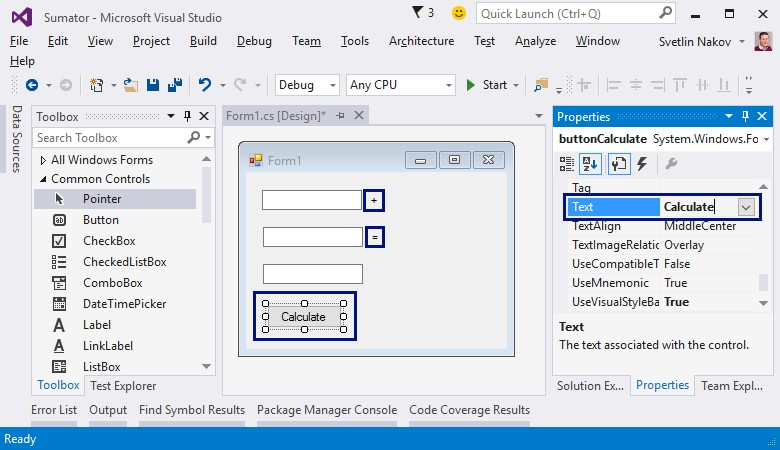 Sumator - Microsoft Visual Studio
3
Quick Launch (Ctrl+Q)
File Edit View Project Build Debug Team Tools Architecture Test Analyze Window Svetlin Nakov
Help
Debug Any CPU Start
Data Sources
Toolbox
Search Toolbox
All Windows Forms
Common Controls
Pointer
Button
CheckBox
CheckedListBox
ComboBox
DateTimePicker
Label
LinkLabel
ListBox
Toolbox Test Explorer
Form1.cs [Design]*
Form1
+
=
Calculate
Properties
buttonCalculate System.Windows.Fo
Tag
Text Calculate
TextAlign MiddleCenter
TextImageRelatic Overlay
UseCompatibleT False
UseMnemonic True
UseVisualStyleBa True
Text
The text associated with the control.
Solution Ex... Properties Team Expl...
Error List Output Find Symbol Results Package Manager Console Code Coverage Results
Ready